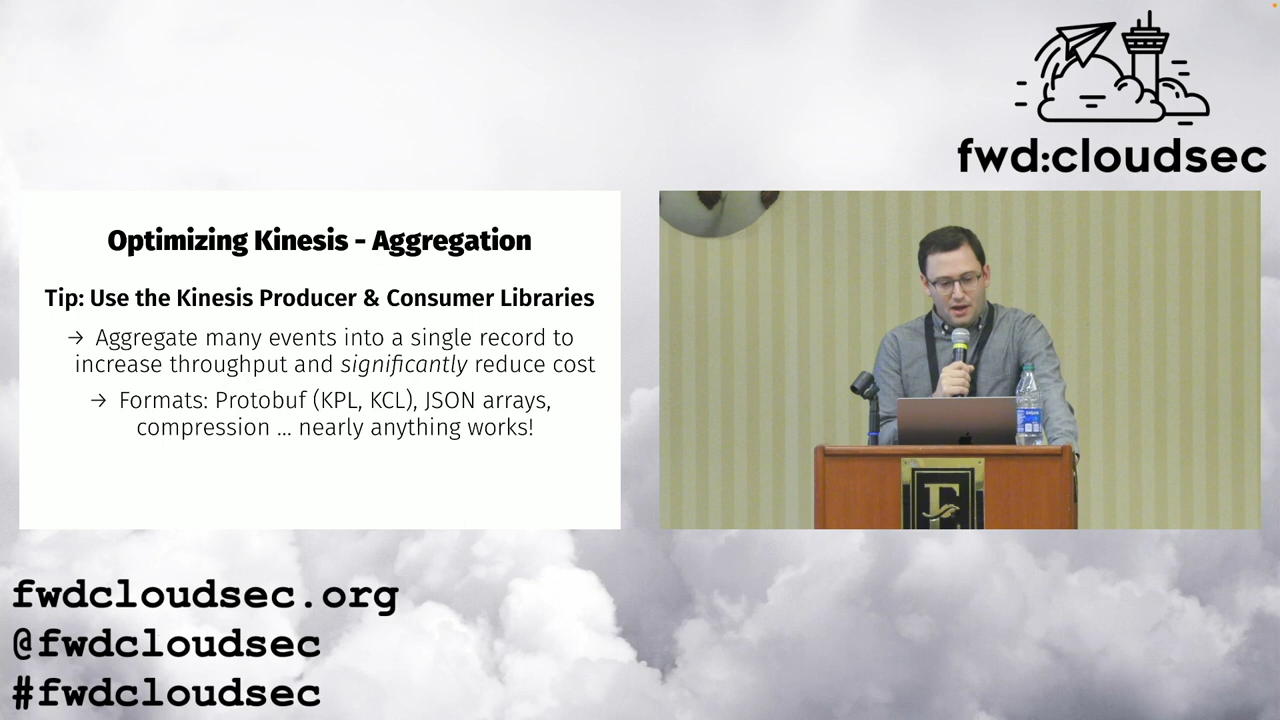 fwd:cloudsec
Optimizing Kinesis - Aggregation
Tip: Use the Kinesis Producer & Consumer Libraries
→ Aggregate many events into a single record to
increase throughput and significantly reduce cost
→ Formats: Protobuf (KPL, KCL), JSON arrays,
compression ... nearly anything works!
E
fwdcloudsec.org
@fwdcloudsec
#fwdcloudsec